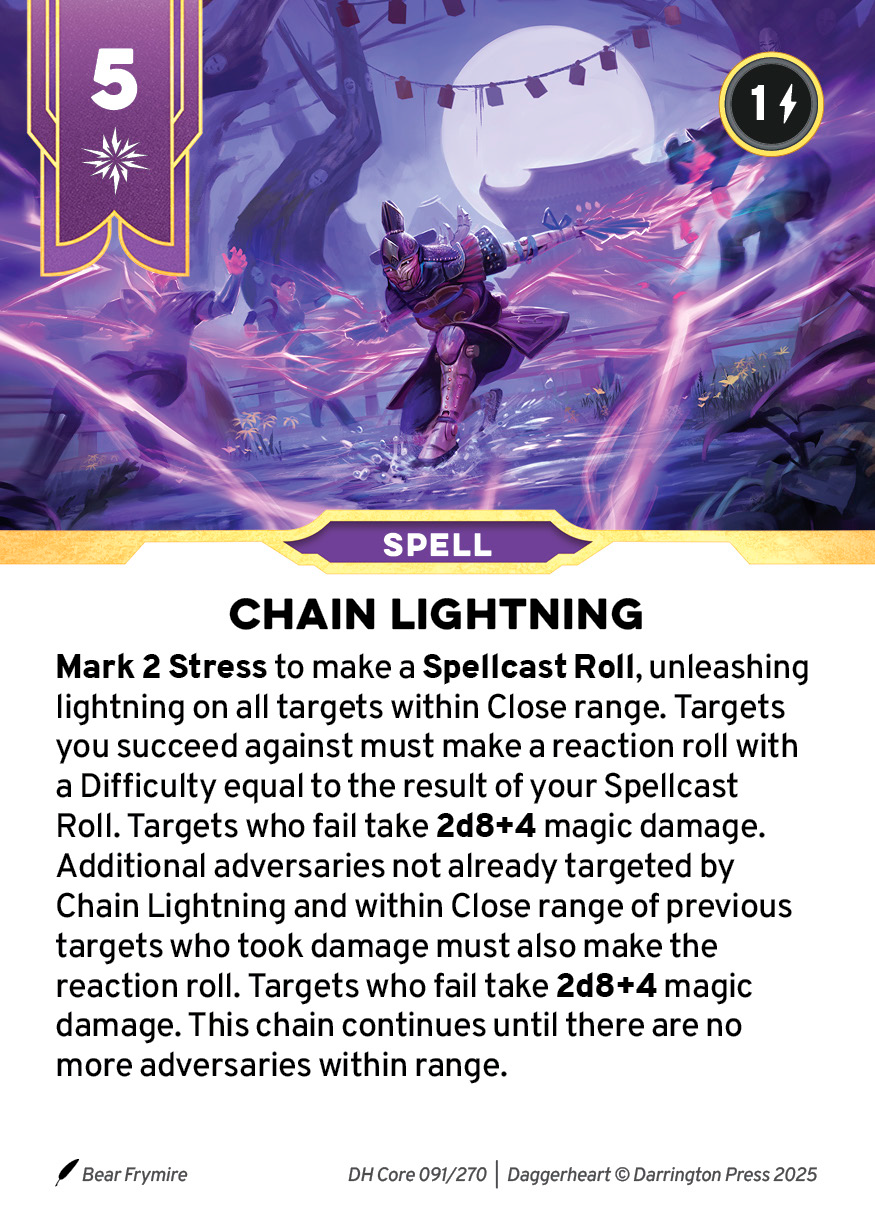 5
1
SPELL
CHAIN LIGHTNING
Mark 2 Stress to make a Spellcast Roll, unleashing
lightning on all targets within Close range. Targets
you succeed against must make a reaction roll with
a Difficulty equal to the result of your Spellcast
Roll. Targets who fail take 2d8+4 magic damage.
Additional adversaries not already targeted by
Chain Lightning and within Close range of previous
targets who took damage must also make the
reaction roll. Targets who fail take 2d8+4 magic
damage. This chain continues until there are no
more adversaries within range.
Bear Frymire
DH Core 091/270 | Daggerheart © Darrington Press 2025